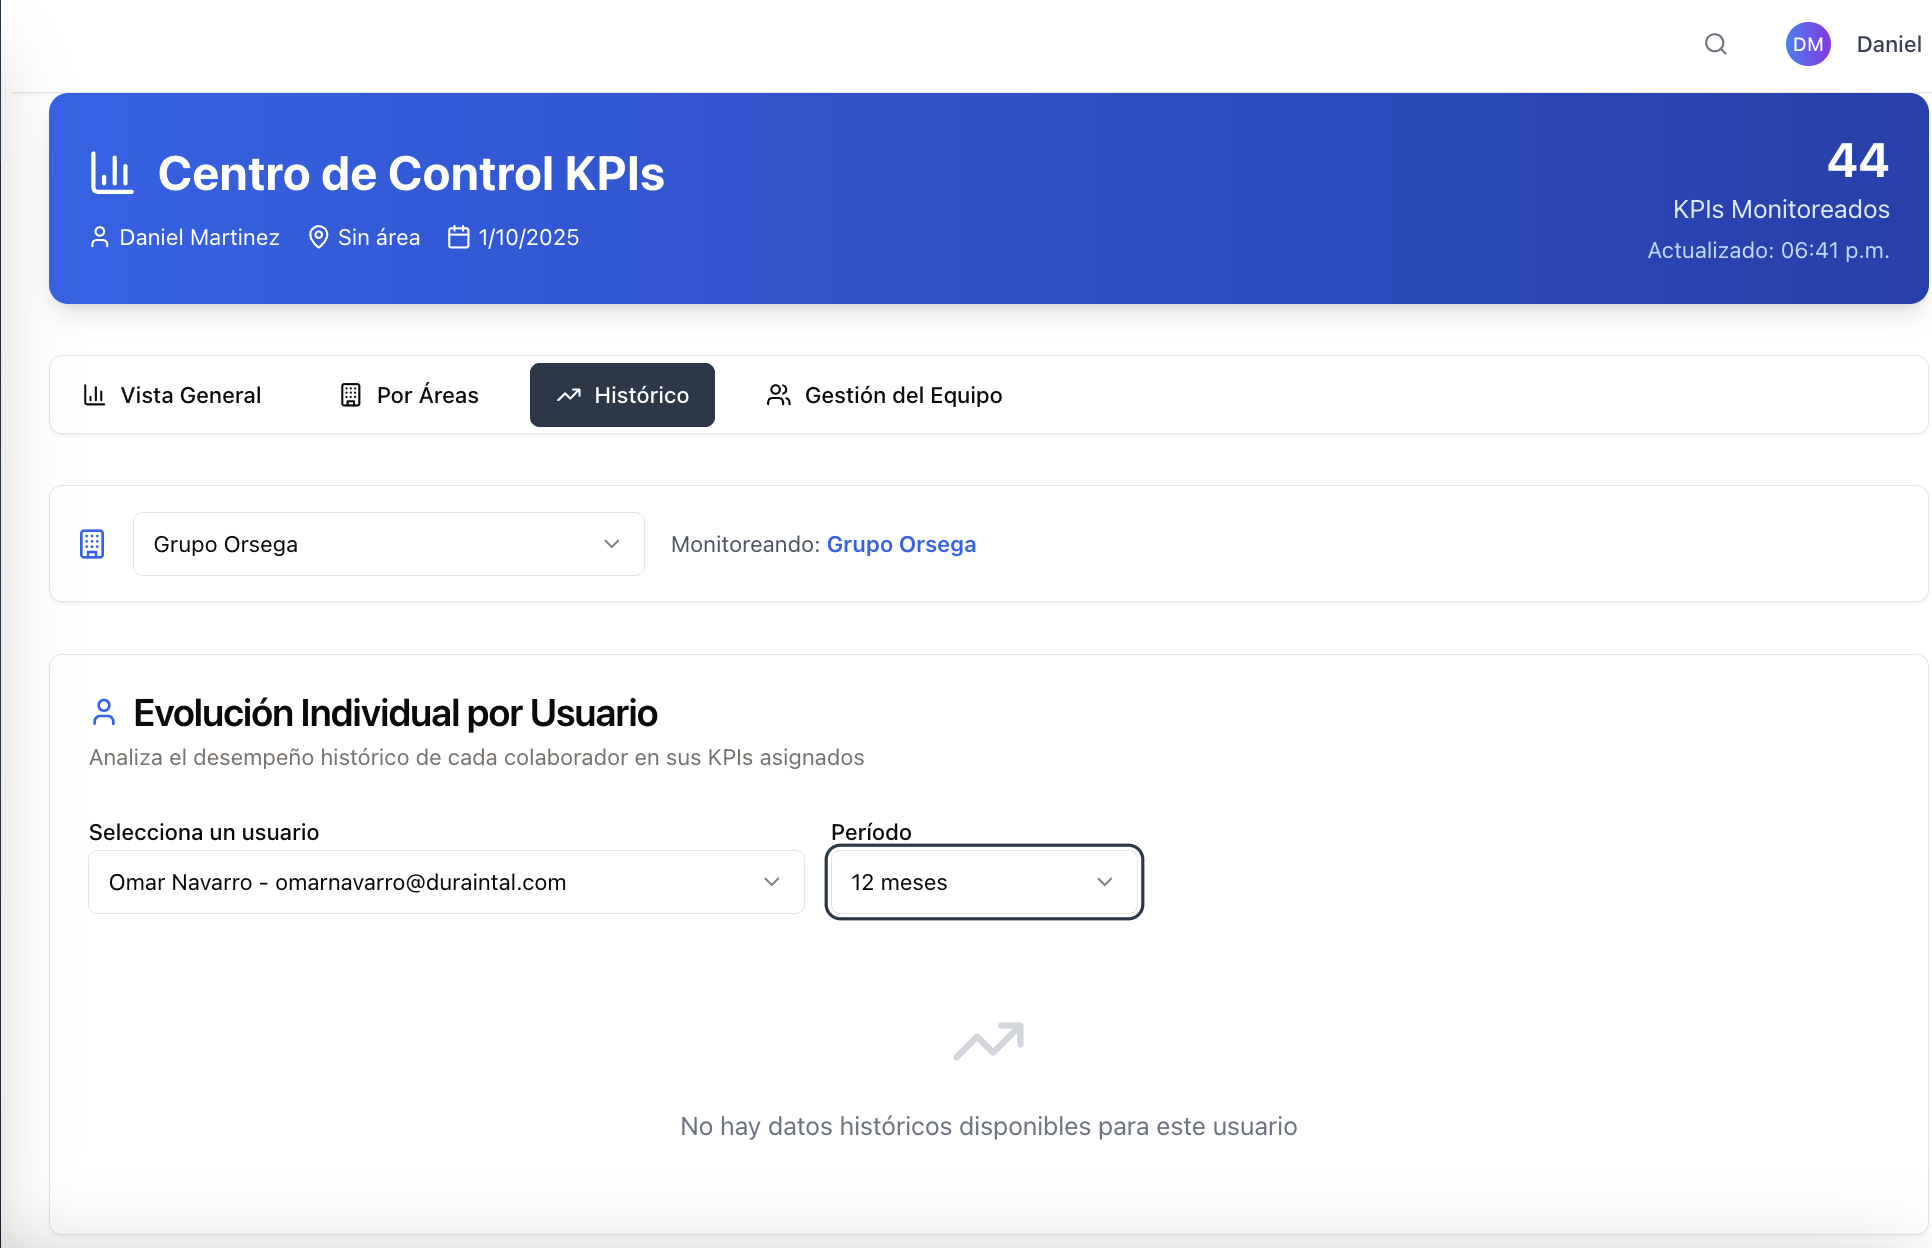 DM Daniel
Centro de Control KPIs
Daniel Martinez Sin área 1/10/2025
44
KPIs Monitoreados
Actualizado: 06:41 p.m.
Vista General Por Áreas Histórico Gestión del Equipo
Grupo Orsega Monitoreando: Grupo Orsega
Evolución Individual por Usuario
Analiza el desempeño histórico de cada colaborador en sus KPIs asignados
Selecciona un usuario Período
Omar Navarro - omarnavarro@duraintal.com 12 meses
No hay datos históricos disponibles para este usuario